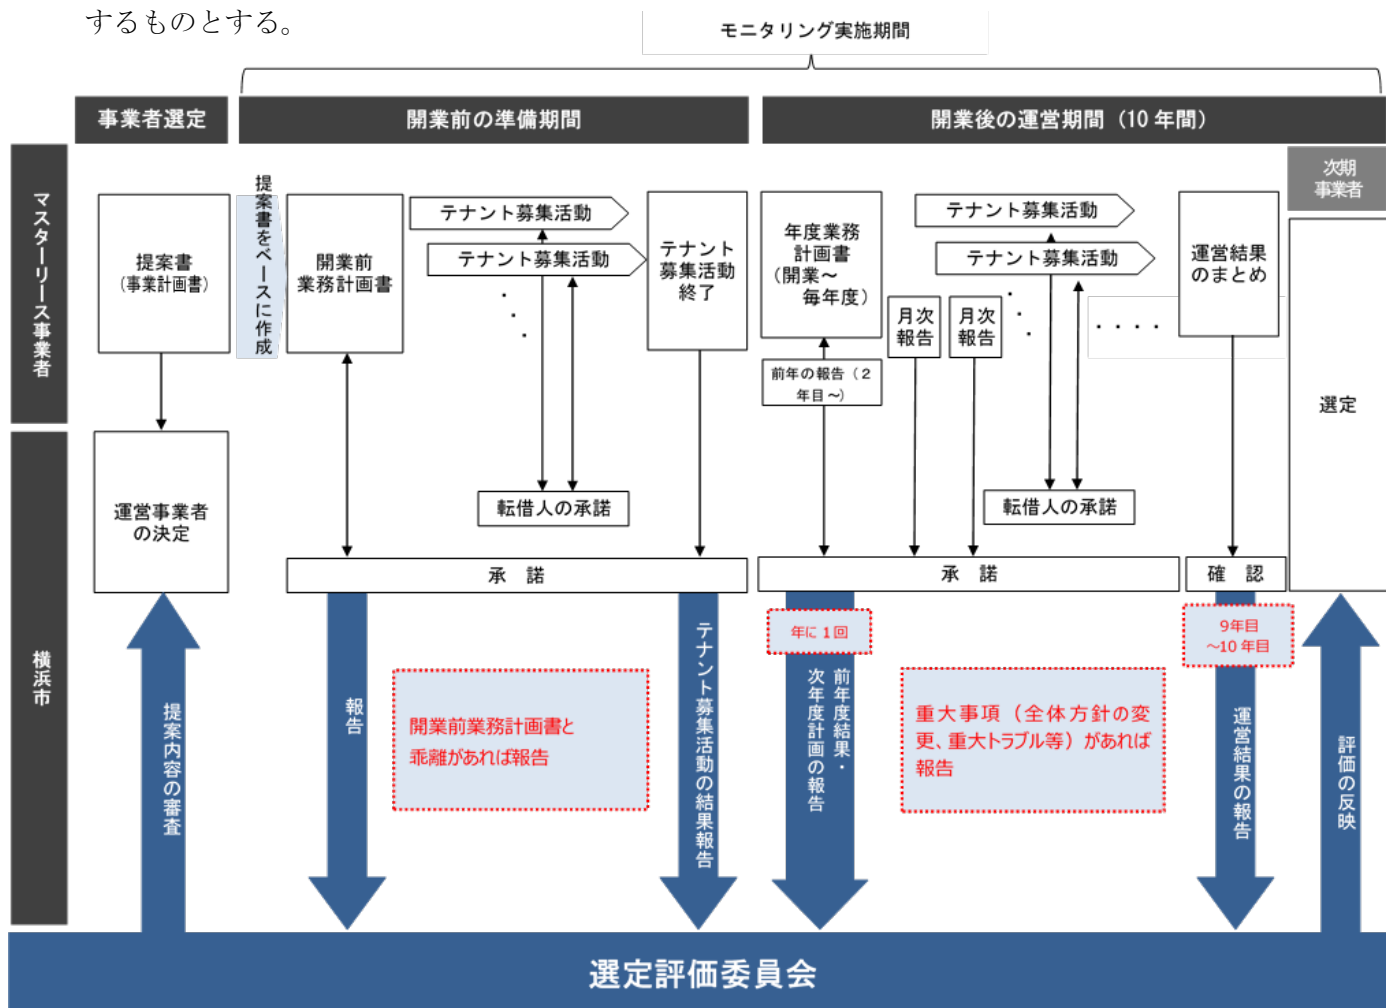 するものとする。
モニタリング実施期間
事業者選定
開業前の準備期間
開業後の運営期間（10 年間）
マスターリース事業者
提案書
（事業計画書）
提案書をベースに作成
開業前
業務計画書
テナント募集活動
テナント募集活動
・
・
・
テナント
募集活動
終了
年度業務
計画書
（開業～
毎年度）
前年の報告（２
年目～）
月次
報告
月次
報告
テナント募集活動
テナント募集活動
・
・
・
・・・・
運営結果
のまとめ
次期
事業者
選定
横浜市
運営事業者
の決定
転借人の承諾
承　諾
転借人の承諾
承　諾
確　認
提案内容の審査
報告
開業前業務計画書と
乖離があれば報告
テナント募集活動の結果報告
年に 1 回
前年度結果・
次年度計画の報告
重大事項（全体方針の変
更、重大トラブル等）があれば
報告
9年目
～10 年目
運営結果の報告
評価の反映
選定評価委員会